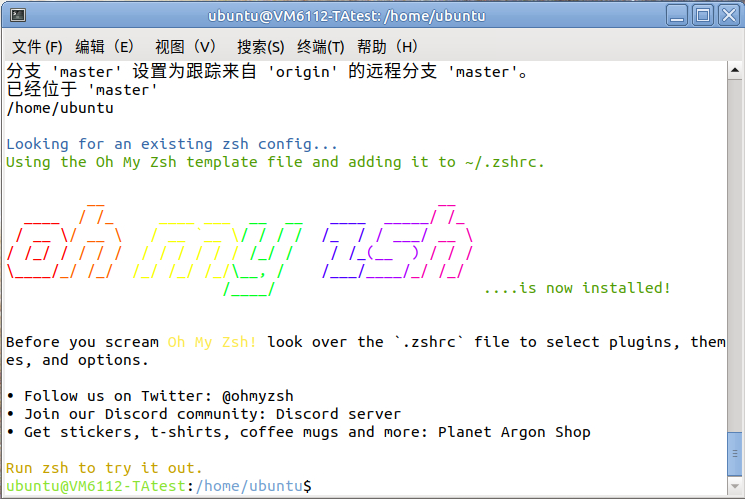 ubuntu@VM6112-TAtest: /home/ubuntu
文件(F) 编辑（E） 视图（V） 搜索(S) 终端(T) 帮助（H）
分支 'master' 设置为跟踪来自 'origin' 的远程分支 'master'。
已经位于 'master'
/home/ubuntu
Looking for an existing zsh config...
Using the Oh My Zsh template file and adding it to ~/.zshrc.
oh my zsh
....is now installed!
Before you scream Oh My Zsh! look over the `.zshrc` file to select plugins, them
es, and options.
• Follow us on Twitter: @ohmyzsh
• Join our Discord community: Discord server
• Get stickers, t-shirts, coffee mugs and more: Planet Argon Shop
Run zsh to try it out.
ubuntu@VM6112-TAtest:/home/ubuntu$